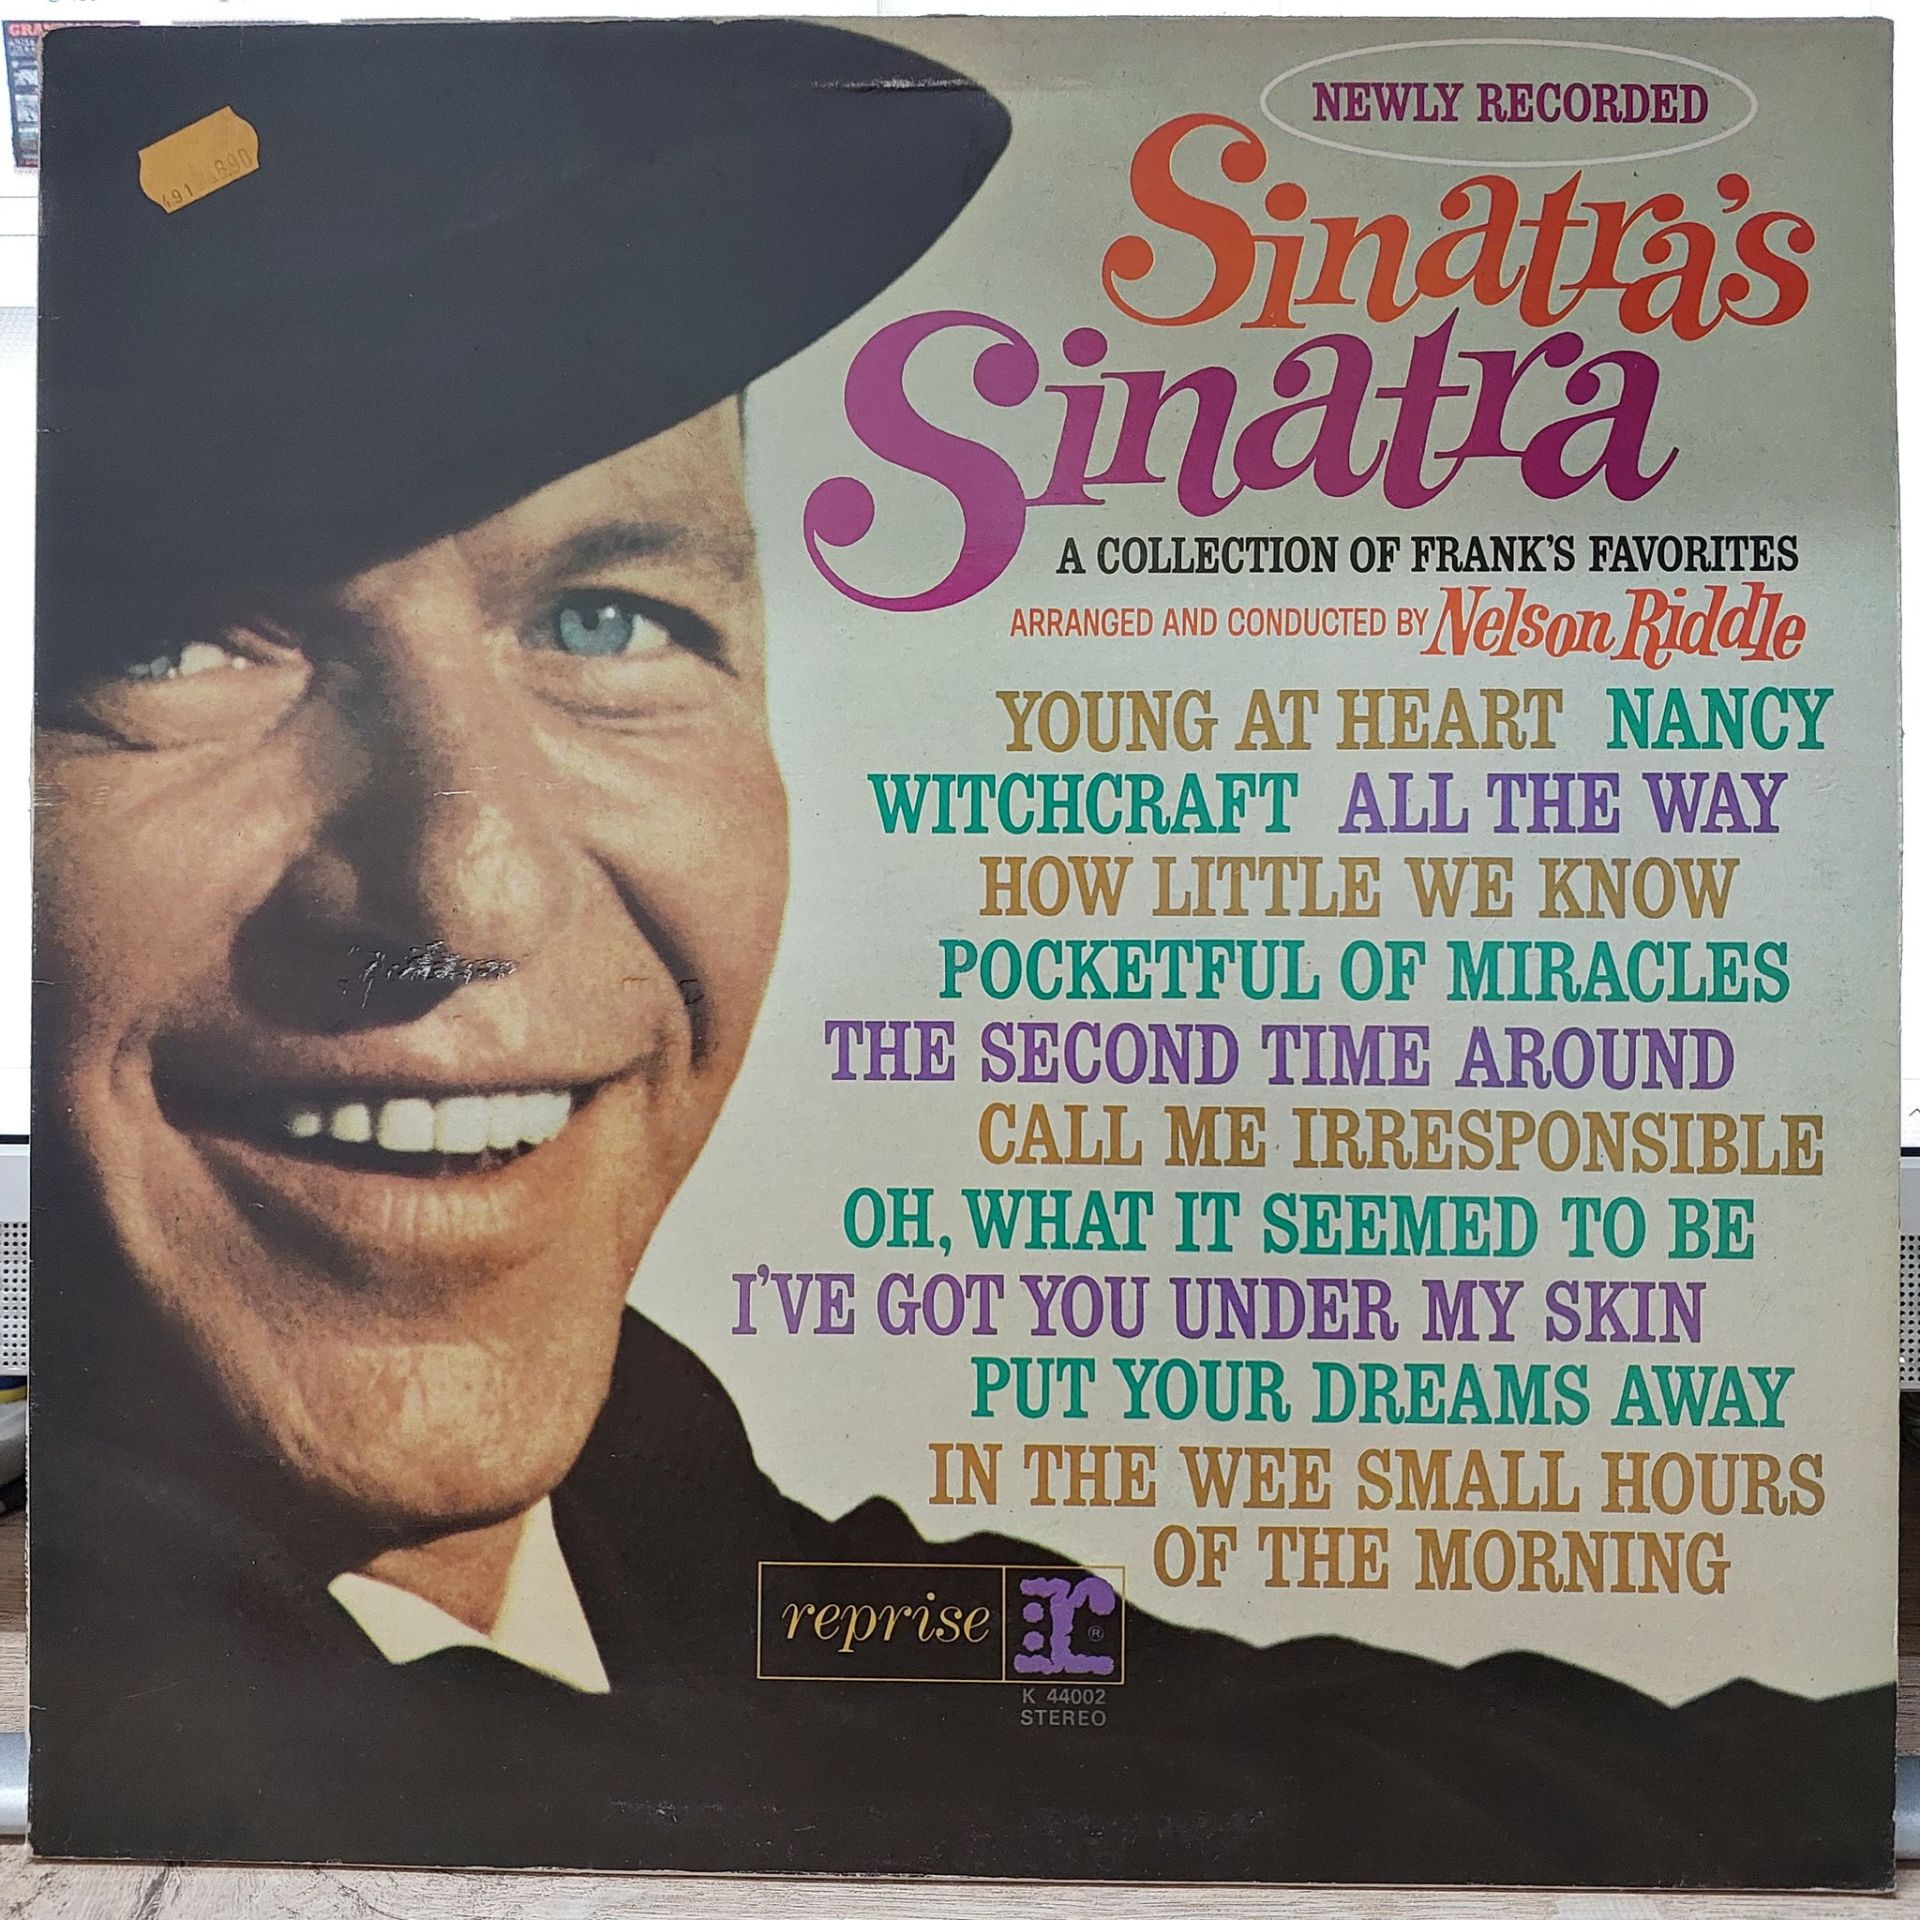 NEWLY RECORDED
Sinatra's
Sinatra
A COLLECTION OF FRANK'S FAVORITES
ARRANGED AND CONDUCTED BY Nelson Riddle
YOUNG AT HEART NANCY
WITCHCRAFT ALL THE WAY
HOW LITTLE WE KNOW
POCKETFUL OF MIRACLES
THE SECOND TIME AROUND
CALL ME IRRESPONSIBLE
OH, WHAT IT SEEMED TO BE
I'VE GOT YOU UNDER MY SKIN
PUT YOUR DREAMS AWAY
IN THE WEE SMALL HOURS
OF THE MORNING
reprise r ®
K 44002
STEREO